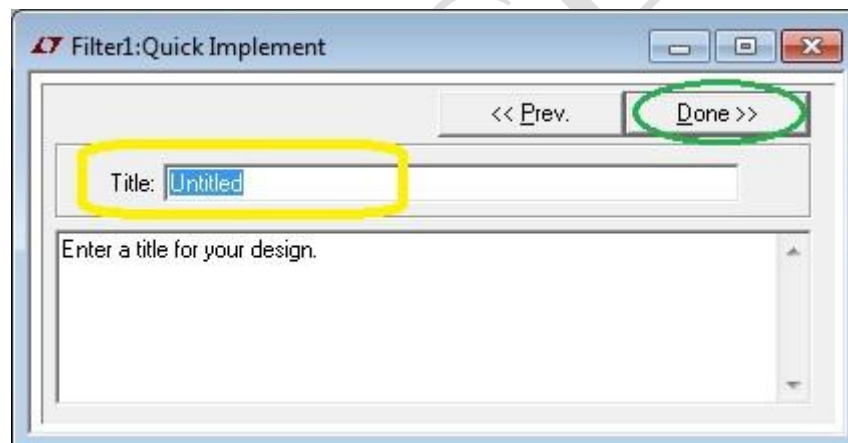 Filter1:Quick Implement
<< Prev. Done >>
Title: Untitled
Enter a title for your design.